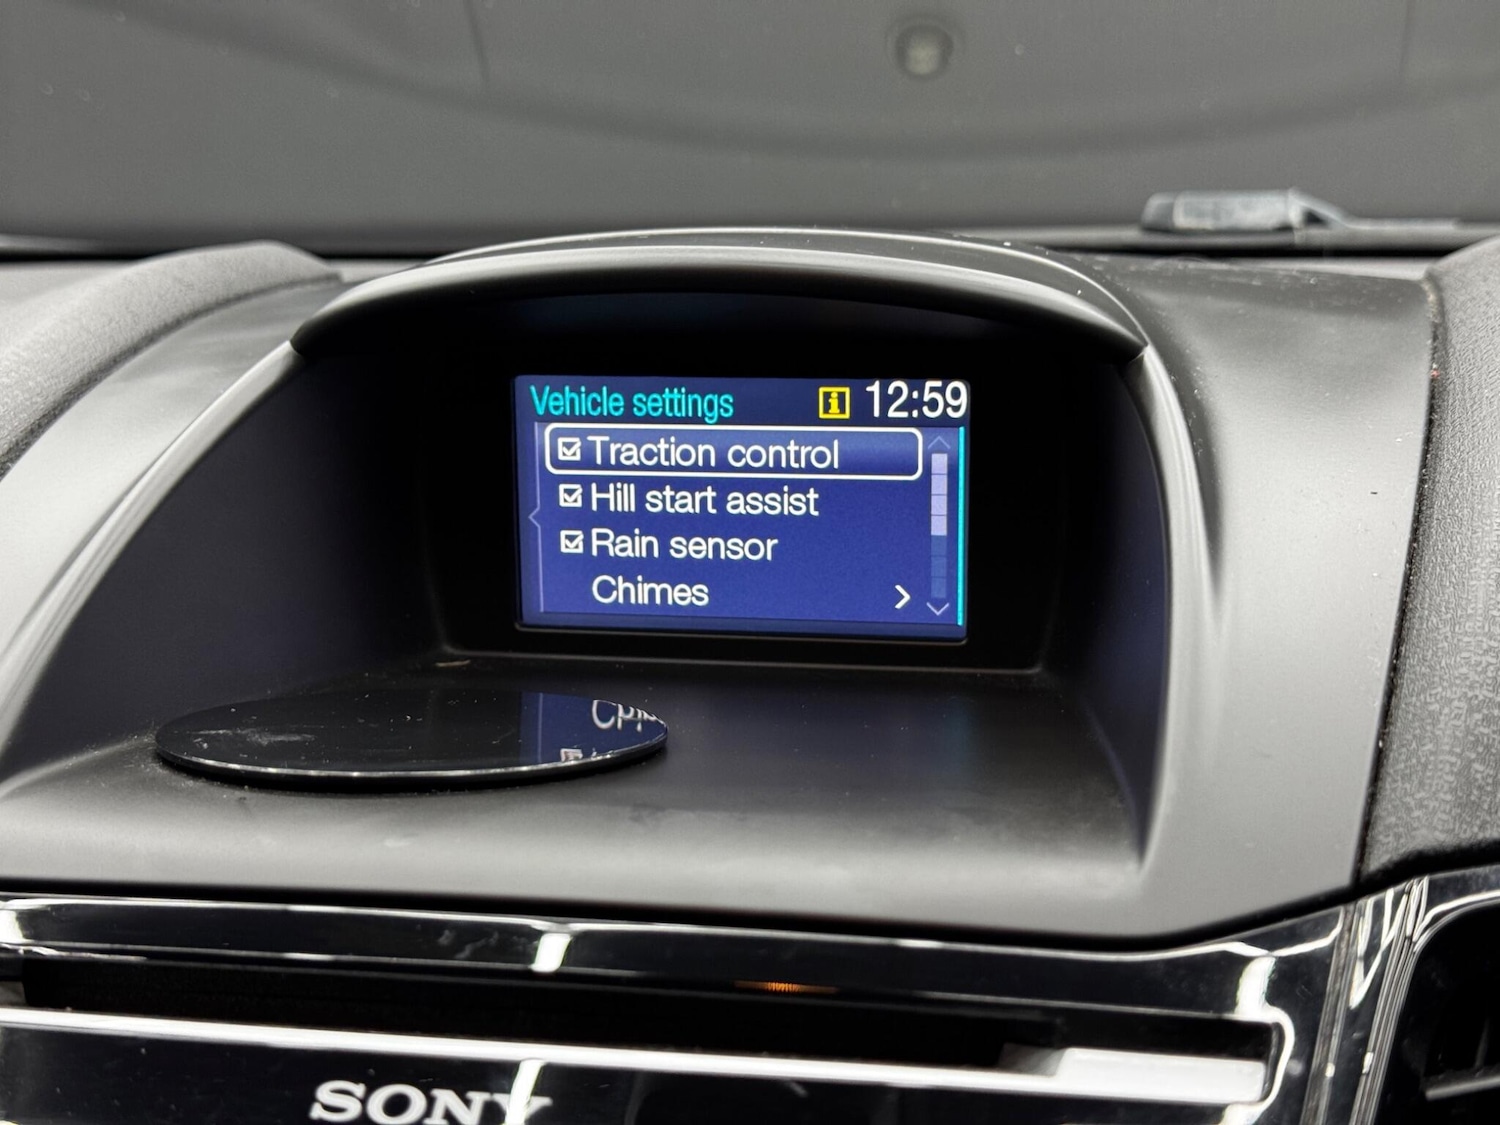 Vehicle settings i 12:59
Traction control
Hill start assist
Rain sensor
Chimes
SONY